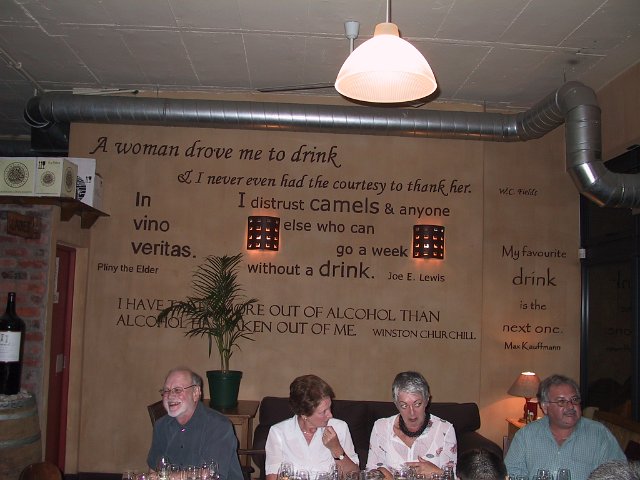 A woman drove me to drink
& I never even had the courtesy to thank her.
W.C. Fields
In
vino
veritas.
Pliny the Elder
I distrust camels & anyone
else who can
go a week
without a drink. Joe E. Lewis
I HAVE MORE OUT OF ALCOHOL THAN
ALCOHOL TAKEN OUT OF ME. WINSTON CHURCHILL
My favourite
drink
is the
next one.
Max Kauffmann